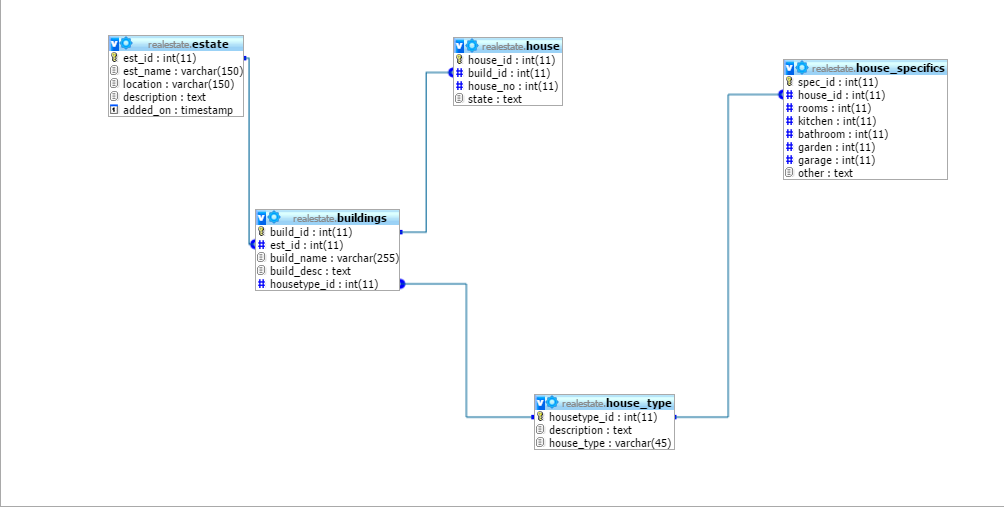 realestate.estate
est_id : int(11)
est_name : varchar(150)
location : varchar(150)
description : text
added_on : timestamp
realestate.house
house_id : int(11)
build_id : int(11)
house_no : int(11)
state : text
realestate.house_specifics
spec_id : int(11)
house_id : int(11)
rooms : int(11)
kitchen : int(11)
bathroom : int(11)
garden : int(11)
garage : int(11)
other : text
realestate.buildings
build_id : int(11)
est_id : int(11)
build_name : varchar(255)
build_desc : text
housetype_id : int(11)
realestate.house_type
housetype_id : int(11)
description : text
house_type : varchar(45)